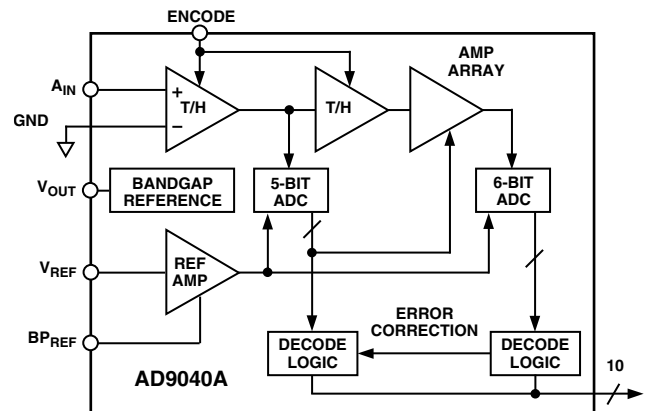 ENCODE
AMP
ARRAY
AIN
+
T/H
–
T/H
GND
VOUT
BANDGAP
REFERENCE
5-BIT
ADC
6-BIT
ADC
VREF
REF
AMP
BPREF
ERROR
CORRECTION
DECODE
LOGIC
DECODE
LOGIC
AD9040A
10